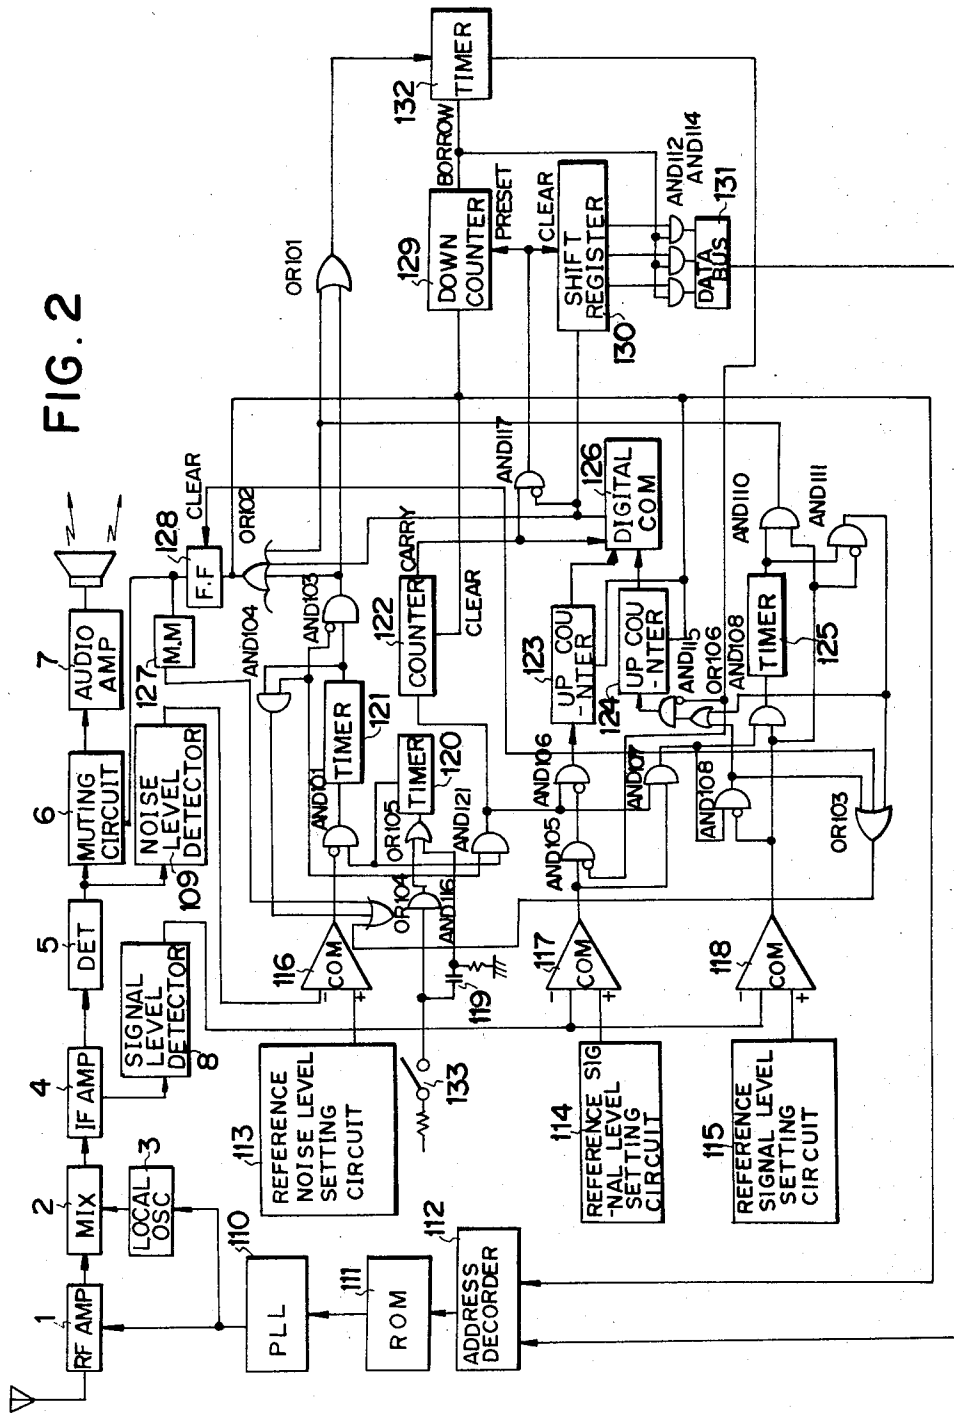 FIG. 2
1
RF AMP
2
MIX
3
LOCAL
OSC
4
IF AMP
5
DET
6
MUTING
CIRCUIT
7
AUDIO
AMP
SIGNAL
LEVEL
DETECTOR
8
NOISE
LEVEL
DETECTOR
109
127
M.M
128
F.F
CLEAR
OR102
AND104
AND103
OR101
132
TIMER
BORROW
129
DOWN
COUNTER
PRESET
CLEAR
SHIFT
REGISTER
130
AND112
AND114
DATA
BUS
131
110
PLL
111
ROM
112
ADDRESS
DECORDER
113
REFERENCE
NOISE LEVEL
SETTING
CIRCUIT
133
119
116
COM
-
+
OR104
AND116
AND101
TIMER
121
OR105
TIMER
120
AND121
122
COUNTER
CARRY
CLEAR
AND117
126
DIGITAL
COM
123
UP COU
-NTER
124
UP COU
-NTER
AND115
OR106
AND108
TIMER
125
AND110
AND111
AND106
AND107
AND105
AND108
OR103
117
COM
-
+
118
COM
-
+
114
REFERENCE SIG
-NAL LEVEL
SETTING
CIRCUIT
115
REFERENCE
SIGNAL LEVEL
SETTING
CIRCUIT